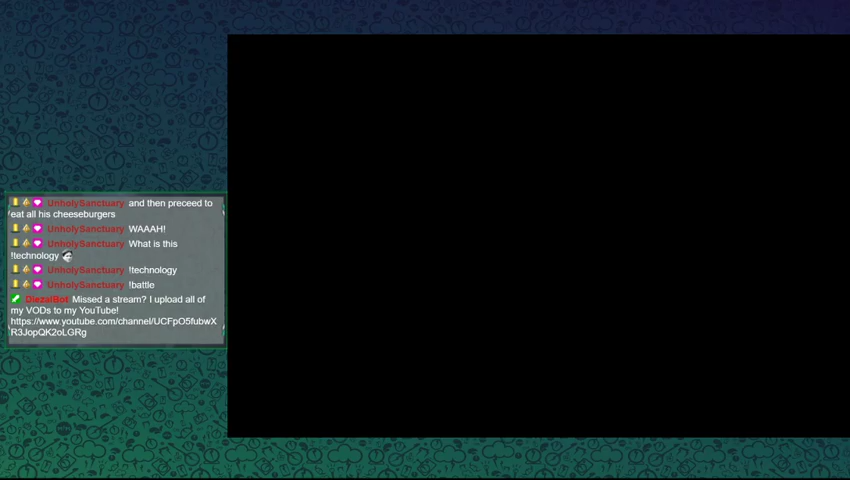 UnholySanctuary and then preceed to
eat all his cheeseburgers
UnholySanctuary WAAAH!
UnholySanctuary What is this
!technology
UnholySanctuary !technology
UnholySanctuary !battle
DiezalBot Missed a stream? I upload all of
my VODs to my YouTube!
https://www.youtube.com/channel/UCFpO5fubwX
R3JopQK2oLGRg